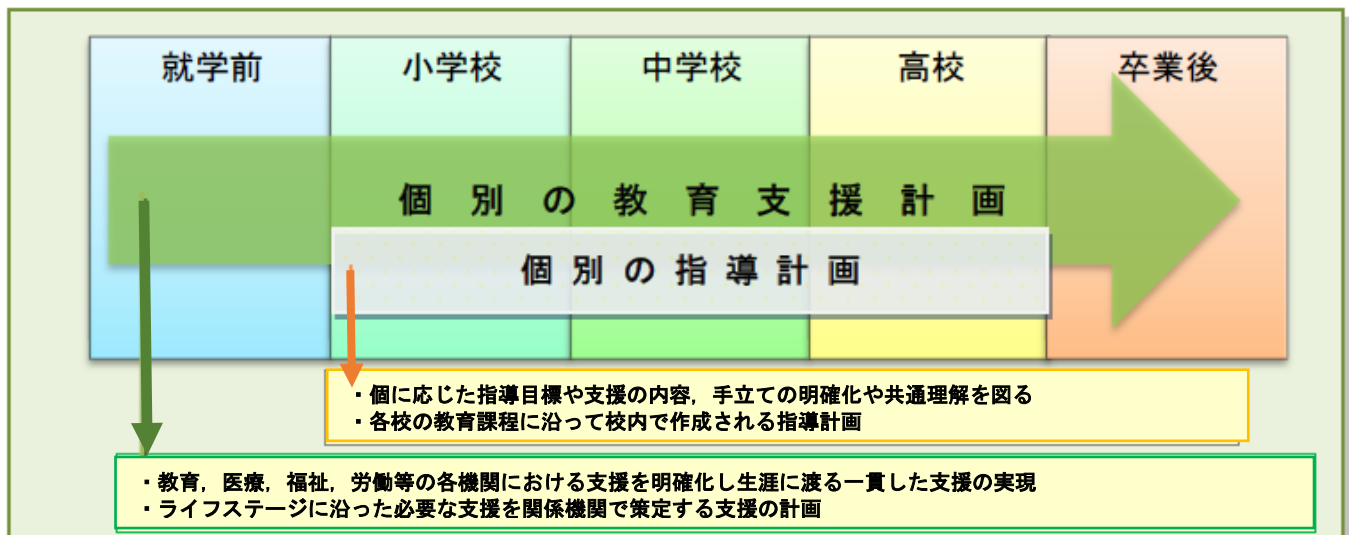 就学前
小学校
中学校
高校
卒業後
個別の教育支援計画
個別の指導計画
・個に応じた指導目標や支援の内容，手立ての明確化や共通理解を図る
・各校の教育課程に沿って校内で作成される指導計画
・教育，医療，福祉，労働等の各機関における支援を明確化し生涯に渡る一貫した支援の実現
・ライフステージに沿った必要な支援を関係機関で策定する支援の計画